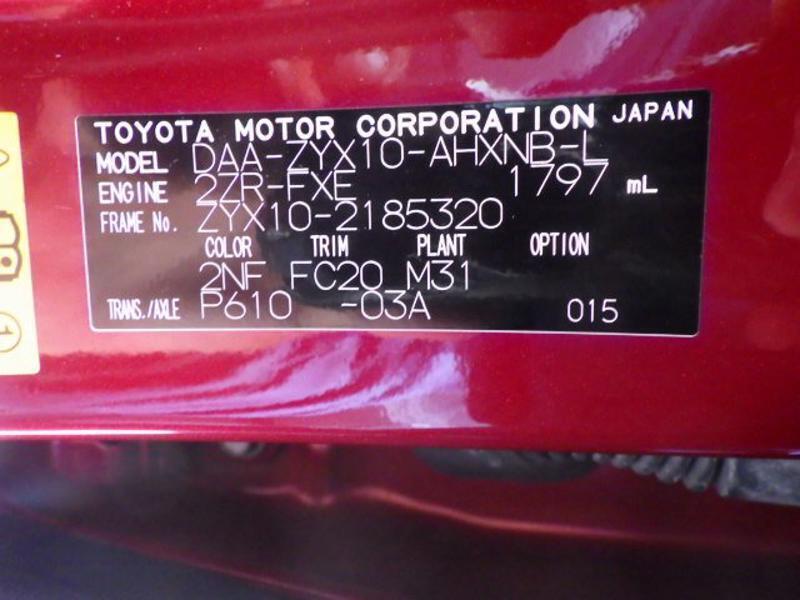 TOYOTA MOTOR CORPORATION JAPAN
MODEL DAA-ZYX10-AHXNB-L
ENGINE 2ZR-FXE 1797 mL
FRAME No. ZYX10-2185320
COLOR TRIM PLANT OPTION
2NF FC20 M31
TRANS./AXLE P610 -03A 015
1